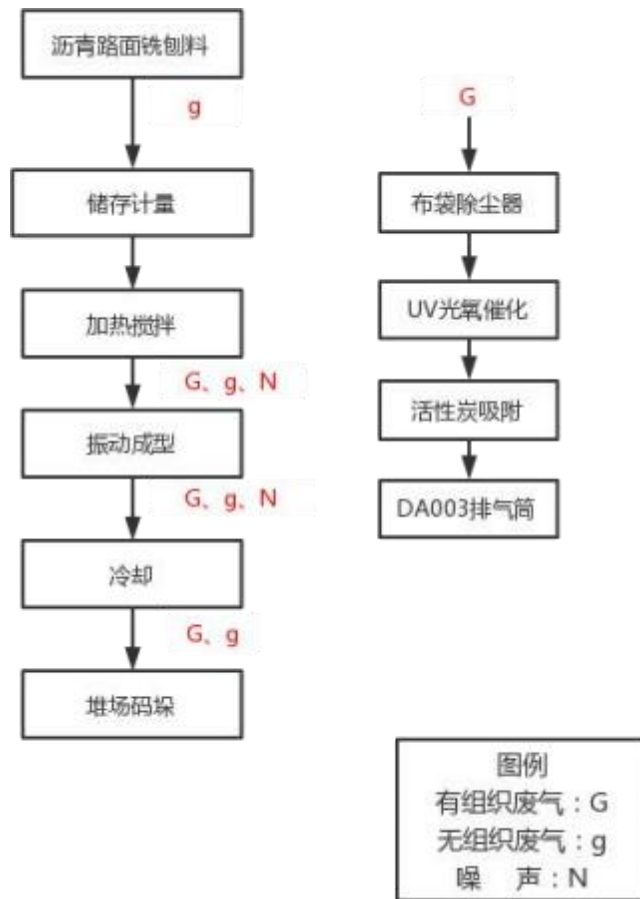 沥青路面铣刨料
g
储存计量
加热搅拌
G、g、N
振动成型
G、g、N
冷却
G、g
堆场码垛
G
布袋除尘器
UV光氧催化
活性炭吸附
DA003排气筒
图例
有组织废气：G
无组织废气：g
噪 声：N